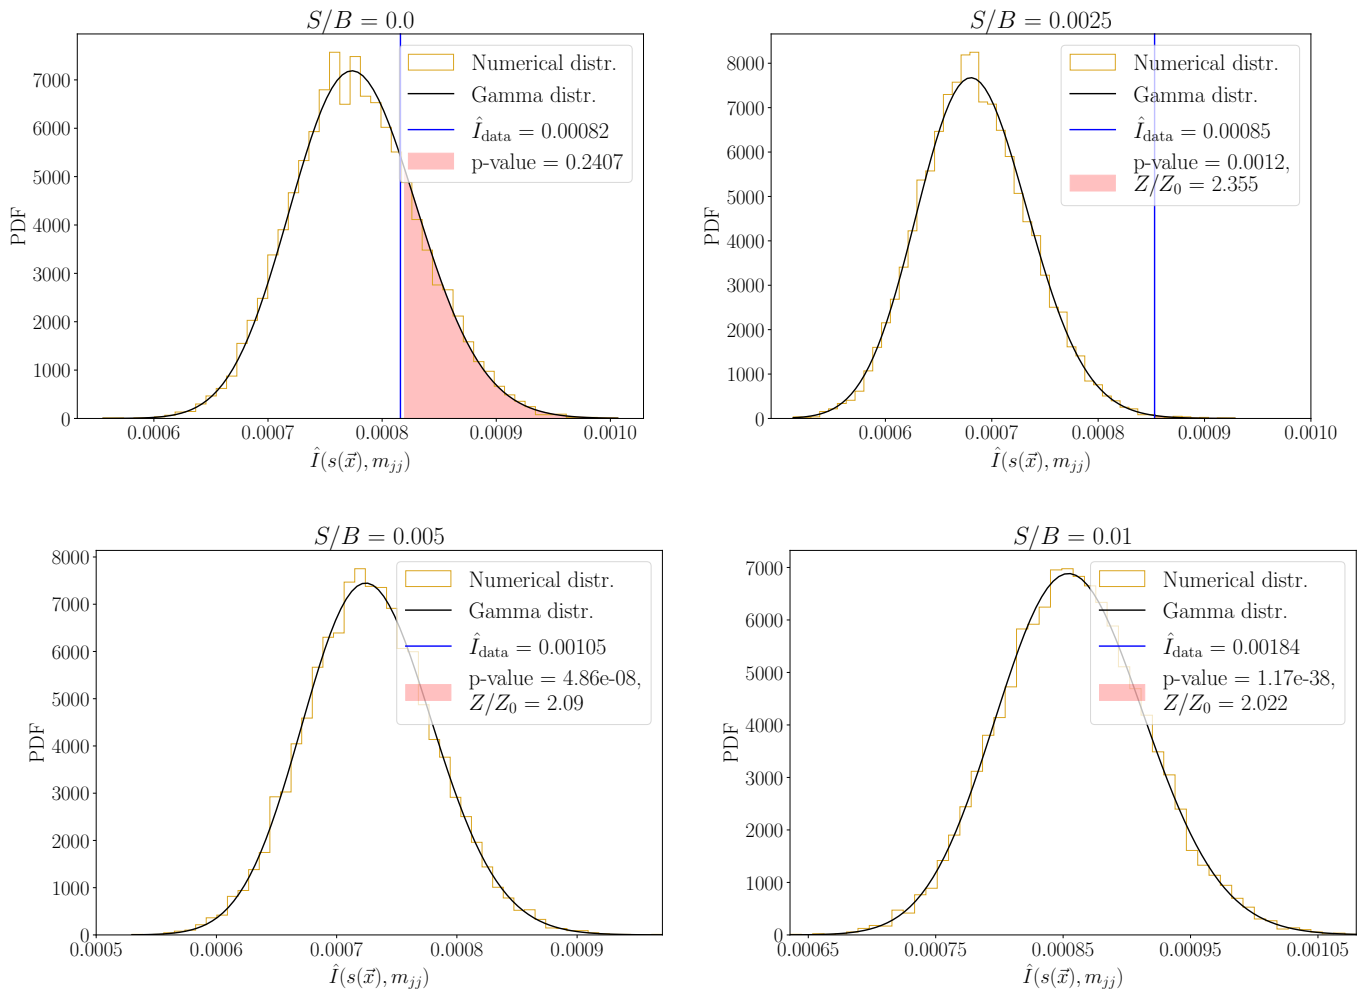 S/B = 0.0
PDF
7000
6000
5000
4000
3000
2000
1000
0
0.0006
0.0007
0.0008
0.0009
0.0010
Î(s(x⃗), m_jj)
Numerical distr.
Gamma distr.
Î_data = 0.00082
p-value = 0.2407
S/B = 0.0025
PDF
8000
7000
6000
5000
4000
3000
2000
1000
0
0.0006
0.0007
0.0008
0.0009
0.0010
Î(s(x⃗), m_jj)
Numerical distr.
Gamma distr.
Î_data = 0.00085
p-value = 0.0012,
Z/Z₀ = 2.355
S/B = 0.005
PDF
8000
7000
6000
5000
4000
3000
2000
1000
0
0.0005
0.0006
0.0007
0.0008
0.0009
Î(s(x⃗), m_jj)
Numerical distr.
Gamma distr.
Î_data = 0.00105
p-value = 4.86e-08,
Z/Z₀ = 2.09
S/B = 0.01
PDF
7000
6000
5000
4000
3000
2000
1000
0
0.00065
0.00075
0.00085
0.00095
0.00105
Î(s(x⃗), m_jj)
Numerical distr.
Gamma distr.
Î_data = 0.00184
p-value = 1.17e-38,
Z/Z₀ = 2.022